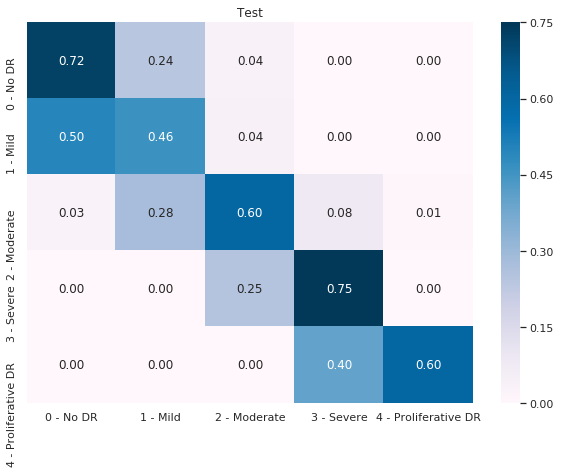 Test
0 - No DR
0.72 0.24 0.04 0.00 0.00
1 - Mild
0.50 0.46 0.04 0.00 0.00
2 - Moderate
0.03 0.28 0.60 0.08 0.01
3 - Severe
0.00 0.00 0.25 0.75 0.00
4 - Proliferative DR
0.00 0.00 0.00 0.40 0.60
0 - No DR 1 - Mild 2 - Moderate 3 - Severe 4 - Proliferative DR
0.75
0.60
0.45
0.30
0.15
0.00